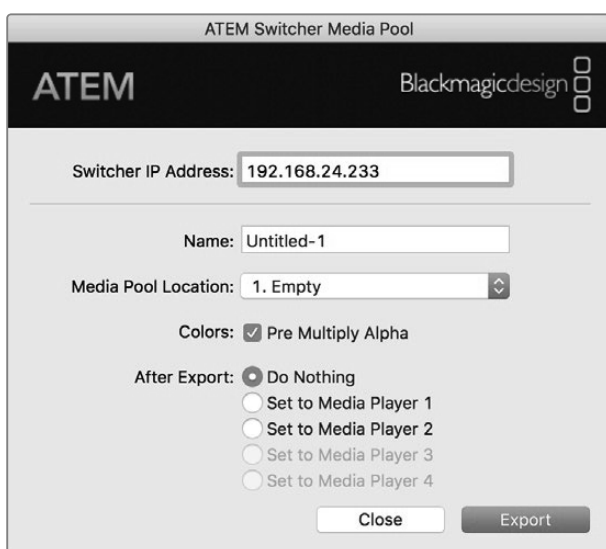 ATEM Switcher Media Pool
ATEM Blackmagicdesign
Switcher IP Address: 192.168.24.233
Name: Untitled-1
Media Pool Location: 1. Empty
Colors: Pre Multiply Alpha
After Export: Do Nothing
Set to Media Player 1
Set to Media Player 2
Set to Media Player 3
Set to Media Player 4
Close Export